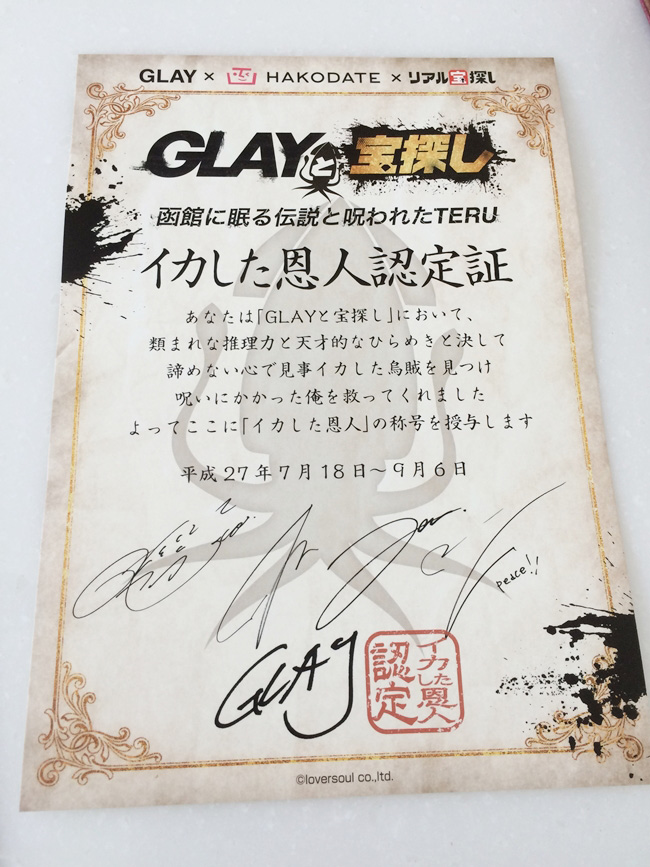 GLAY × HAKODATE × リアル宝探し
GLAYと宝探し
函館に眠る伝説と呪われたTERU
イカした恩人認定証
あなたは「GLAYと宝探し」において、
類まれな推理力と天才的なひらめきと決して
諦めない心で見事イカした烏賊を見つけ
呪いにかかった俺を救ってくれました
よってここに「イカした恩人」の称号を授与します
平成27年7月18日～9月6日
peace!!
GLAY
イカした恩人
認定
©loversoul co.,ltd.